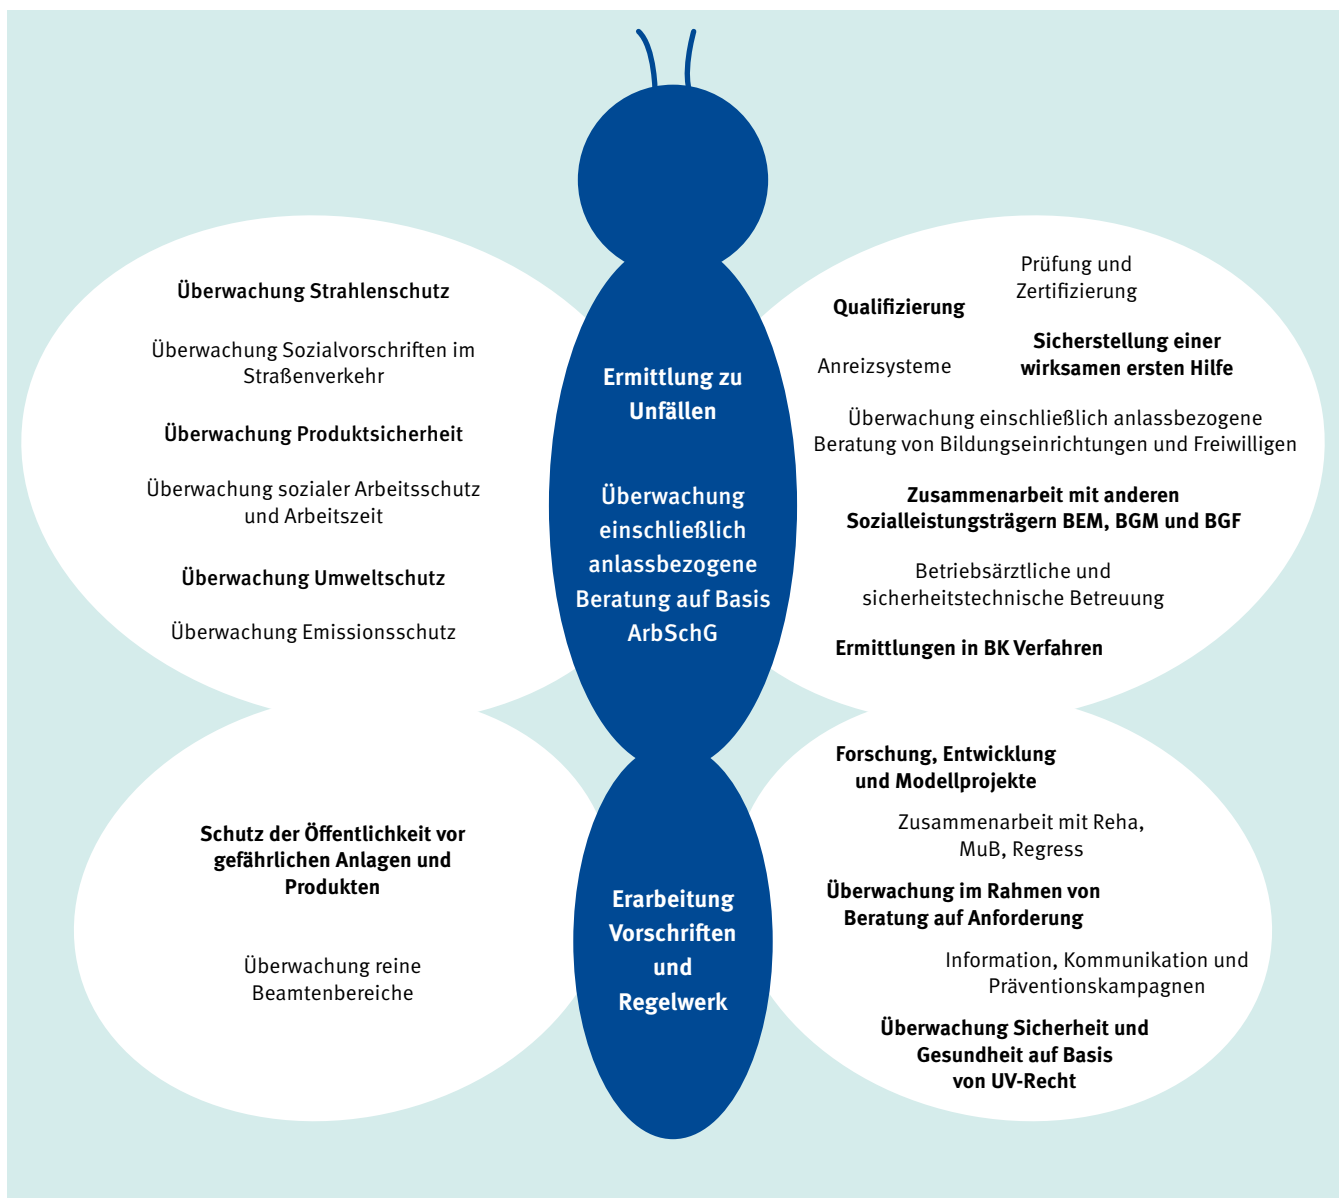 Überwachung Strahlenschutz
Überwachung Sozialvorschriften im
Straßenverkehr
Überwachung Produktsicherheit
Überwachung sozialer Arbeitsschutz
und Arbeitszeit
Überwachung Umweltschutz
Überwachung Emissionsschutz
Schutz der Öffentlichkeit vor
gefährlichen Anlagen und
Produkten
Überwachung reine
Beamtenbereiche
Ermittlung zu
Unfällen
Überwachung
einschließlich
anlassbezogene
Beratung auf Basis
ArbSchG
Erarbeitung
Vorschriften
und
Regelwerk
Prüfung und
Zertifizierung
Qualifizierung
Sicherstellung einer
wirksamen ersten Hilfe
Anreizsysteme
Überwachung einschließlich anlassbezogene
Beratung von Bildungseinrichtungen und Freiwilligen
Zusammenarbeit mit anderen
Sozialleistungsträgern BEM, BGM und BGF
Betriebsärztliche und
sicherheitstechnische Betreuung
Ermittlungen in BK Verfahren
Forschung, Entwicklung
und Modellprojekte
Zusammenarbeit mit Reha,
MuB, Regress
Überwachung im Rahmen von
Beratung auf Anforderung
Information, Kommunikation und
Präventionskampagnen
Überwachung Sicherheit und
Gesundheit auf Basis
von UV-Recht